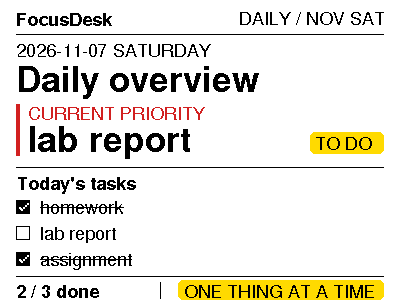 FocusDesk
DAILY / NOV SAT
2026-11-07 SATURDAY
Daily overview
CURRENT PRIORITY
lab report
TO DO
Today's tasks
homework
lab report
assignment
2 / 3 done
ONE THING AT A TIME